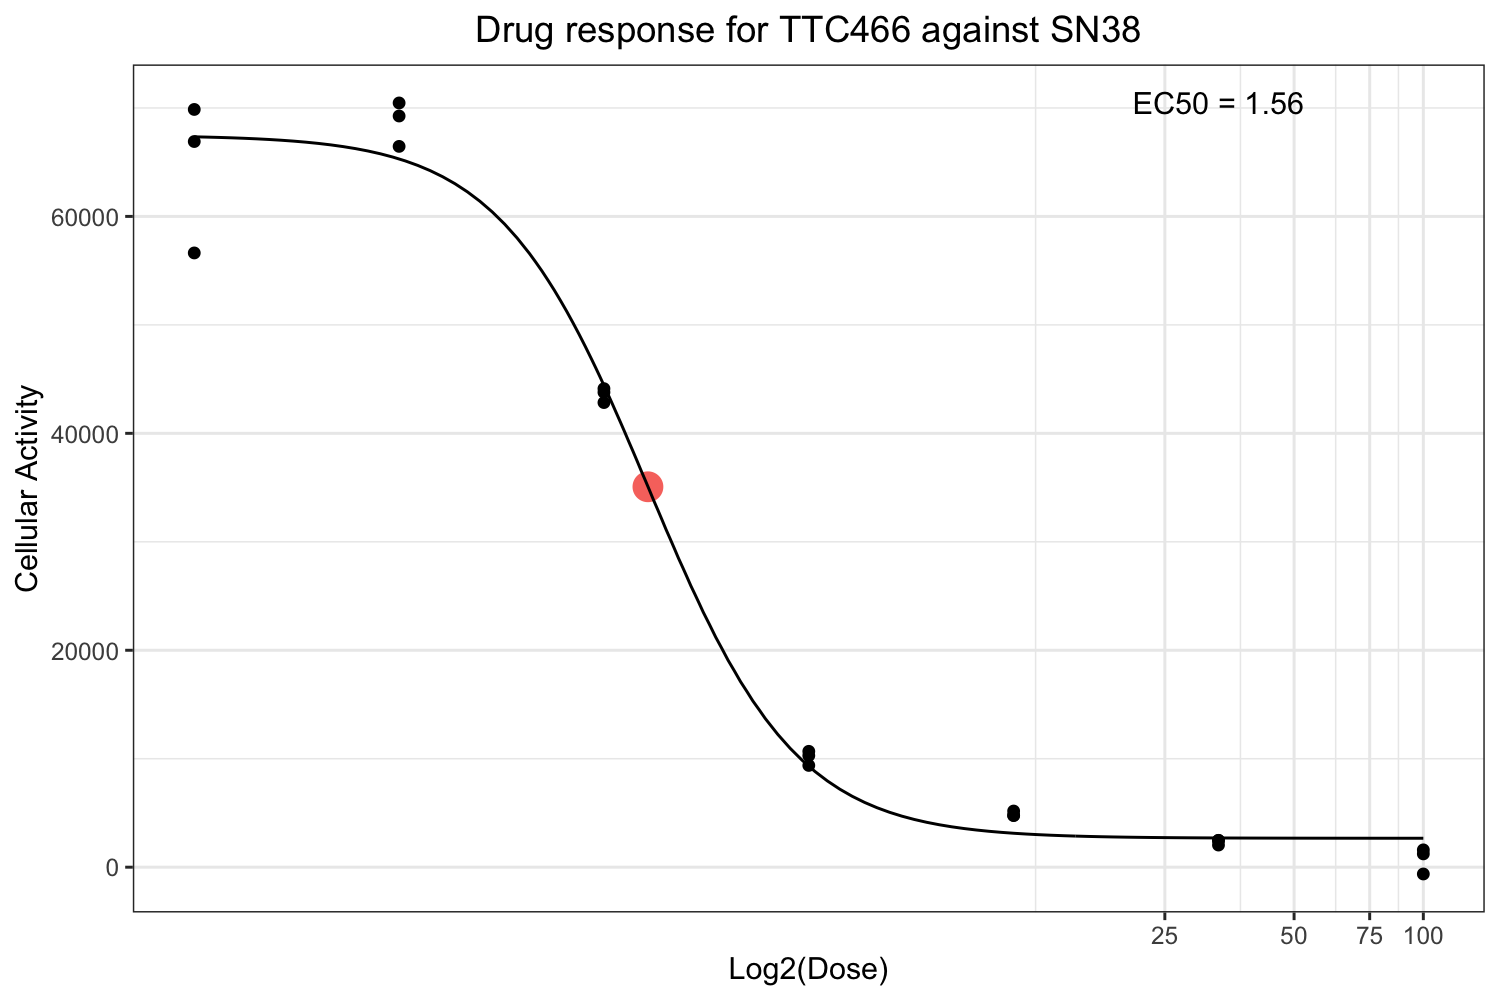 Drug response for TTC466 against SN38
EC50 = 1.56
Cellular Activity
60000
40000
20000
0
25 50 75 100
Log2(Dose)